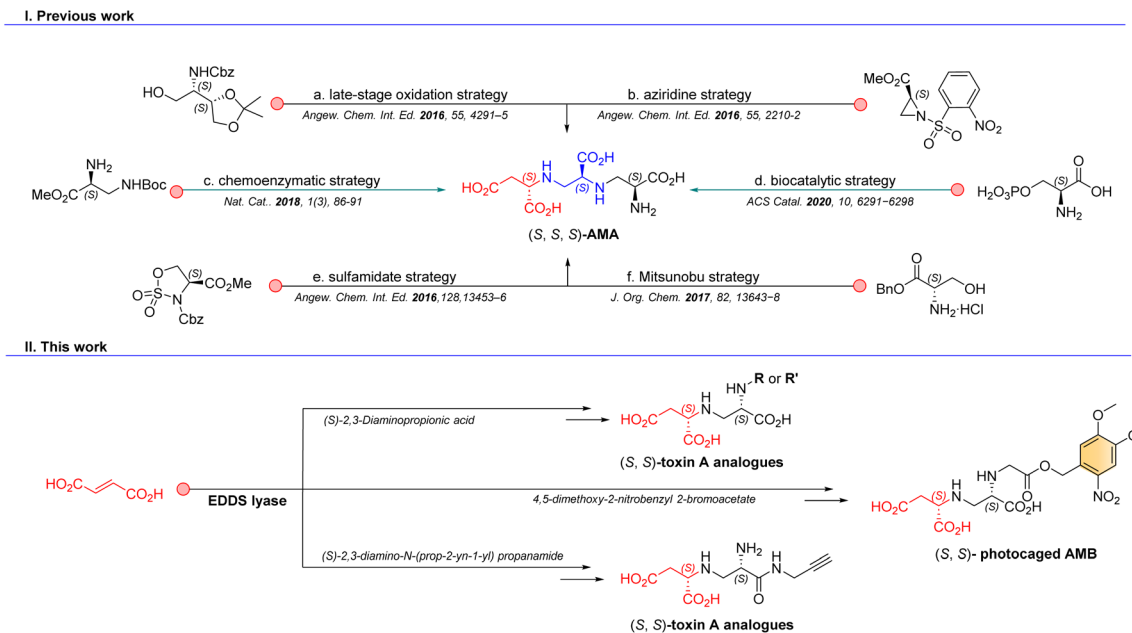 I. Previous work
NHCbz
(S)
HO
(S)
O
O
a. late-stage oxidation strategy
Angew. Chem. Int. Ed. 2016, 55, 4291–5
b. aziridine strategy
Angew. Chem. Int. Ed. 2016, 55, 2210-2
MeO₂C
(S)
N
S
O
O
NO₂
NH₂
MeO₂C
(S)
NHBoc
c. chemoenzymatic strategy
Nat. Cat.. 2018, 1(3), 86-91
HO₂C
(S)
H
N
CO₂H
CO₂H
(S)
N
H
(S)
CO₂H
NH₂
(S, S, S)-AMA
d. biocatalytic strategy
ACS Catal. 2020, 10, 6291−6298
H₂O₃PO
O
(S)
OH
NH₂
O
(S)
CO₂Me
S
O
O
N
Cbz
e. sulfamidate strategy
Angew. Chem. Int. Ed. 2016,128,13453–6
f. Mitsunobu strategy
J. Org. Chem. 2017, 82, 13643−8
O
BnO
(S)
OH
NH₂·HCl
II. This work
HO₂C
CO₂H
EDDS lyase
(S)-2,3-Diaminopropionic acid
HN
R or R'
HO₂C
(S)
H
N
(S)
CO₂H
CO₂H
(S, S)-toxin A analogues
4,5-dimethoxy-2-nitrobenzyl 2-bromoacetate
O
O
HN
O
O
NO₂
HO₂C
(S)
H
N
(S)
CO₂H
CO₂H
(S, S)- photocaged AMB
(S)-2,3-diamino-N-(prop-2-yn-1-yl) propanamide
NH₂
HO₂C
(S)
H
N
(S)
H
N
O
CO₂H
(S, S)-toxin A analogues